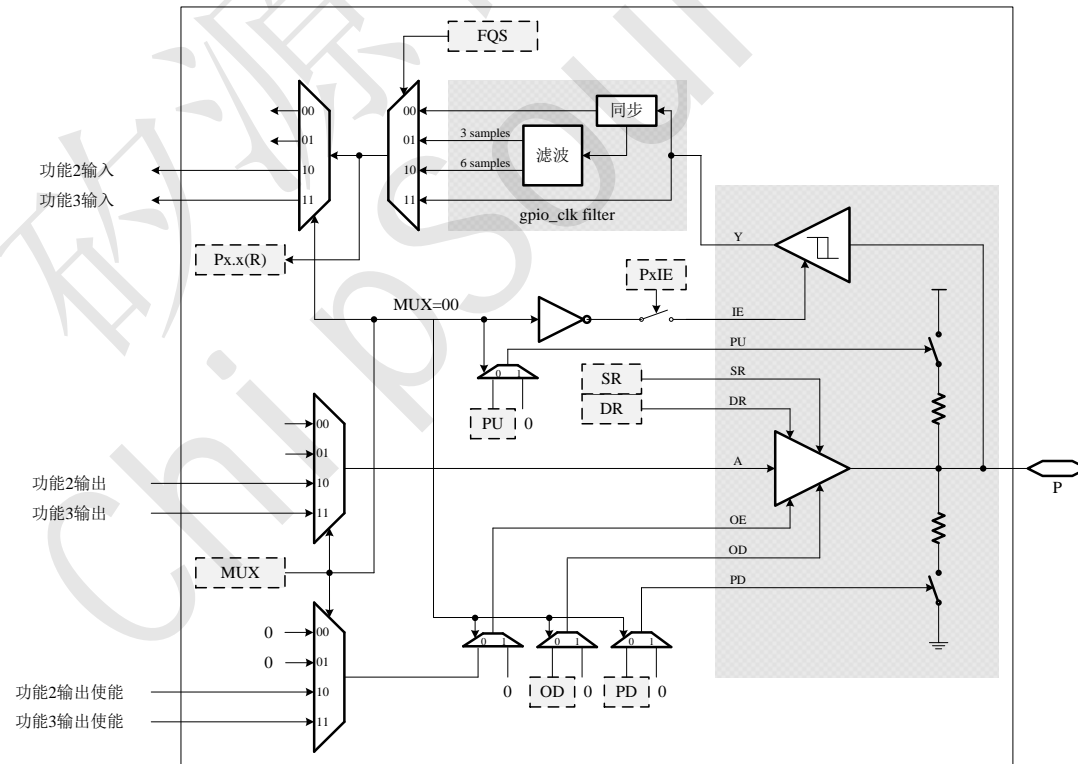 FQS
00
01
10
11
00
01
10
11
3 samples
6 samples
同步
滤波
gpio_clk filter
功能2输入
功能3输入
Px.x(R)
Y
MUX=00
PxIE
IE
PU
0 1
PU 0
SR
SR
DR
DR
00
01
10
11
A
功能2输出
功能3输出
P
OE
OD
MUX
PD
0
00
0
01
10
11
0 1
0 1
0 1
0
OD
0
PD
0
功能2输出使能
功能3输出使能
ChipSour